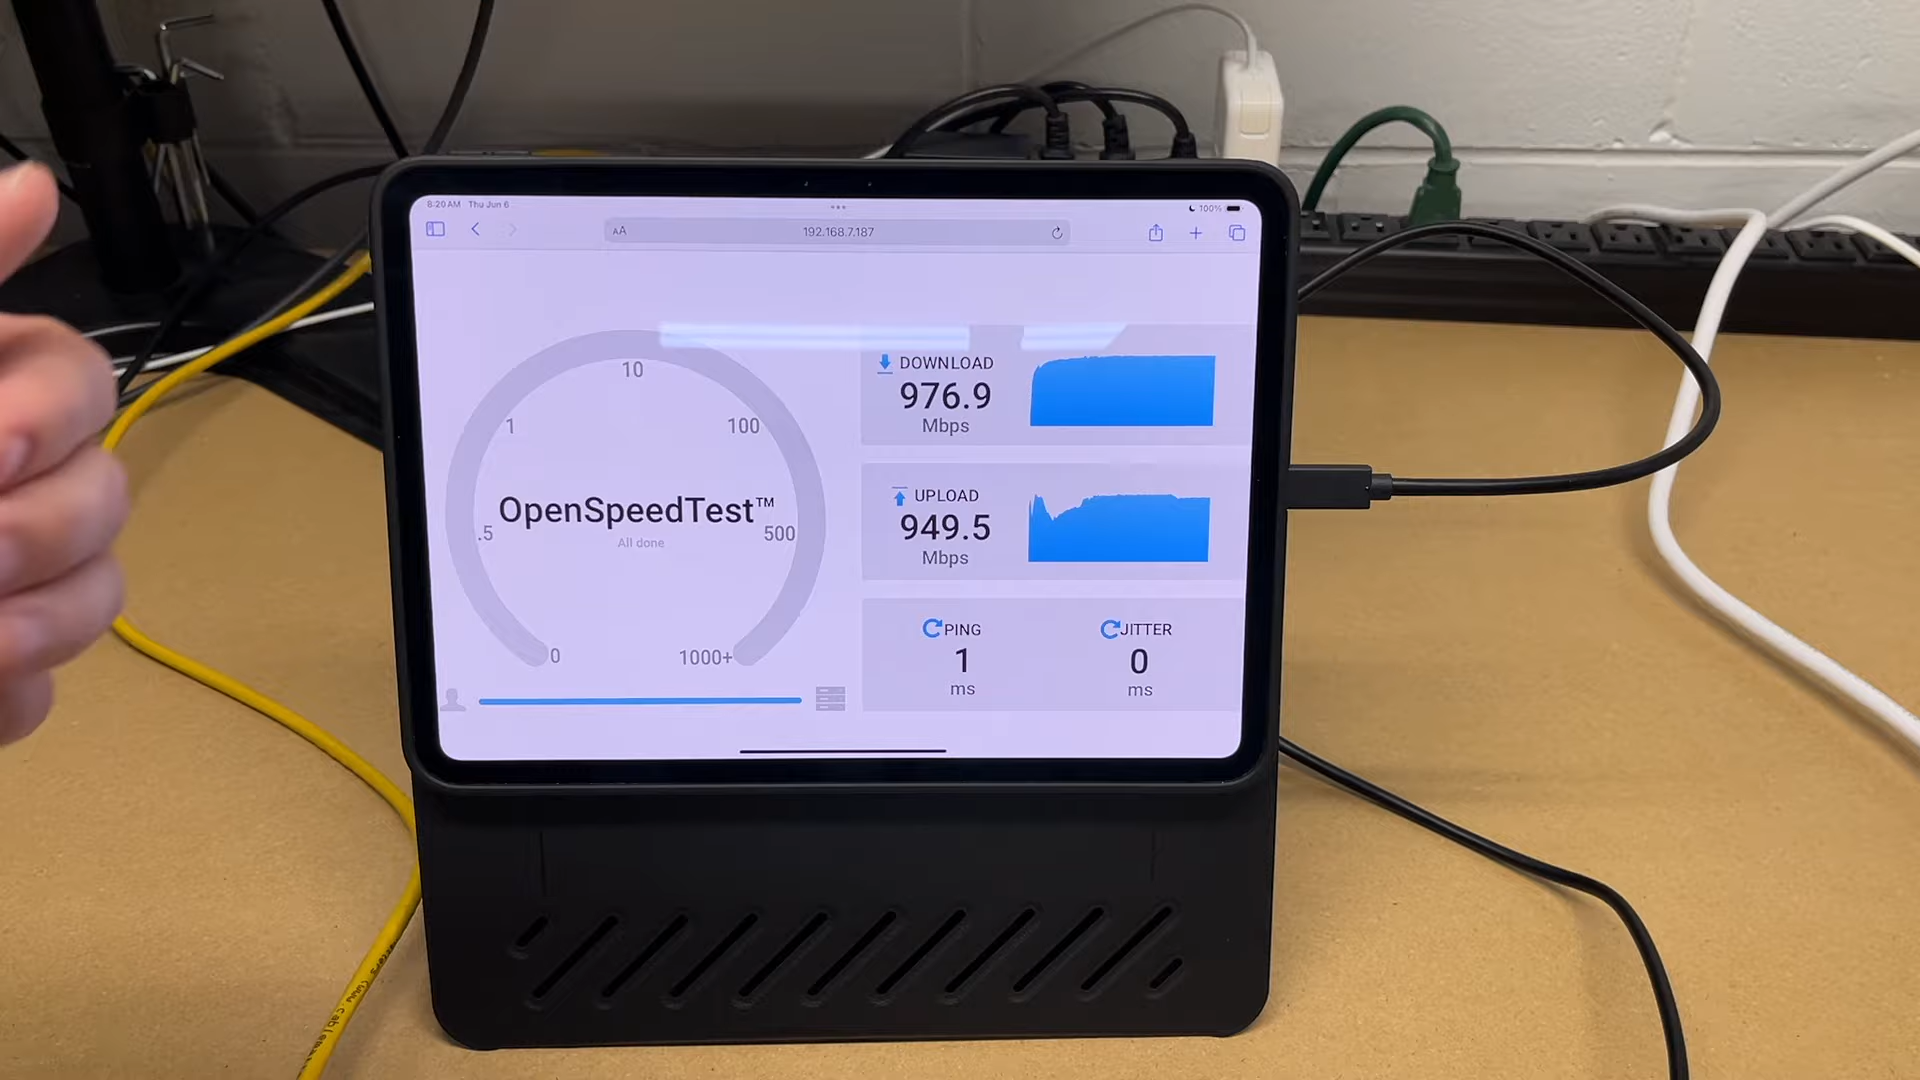 8:20 AM Thu Jun 6
100%
AA
192.168.7.187
10
1
100
OpenSpeedTest™
.5
500
All done
0
1000+
DOWNLOAD
976.9
Mbps
UPLOAD
949.5
Mbps
PING
JITTER
1
0
ms
ms